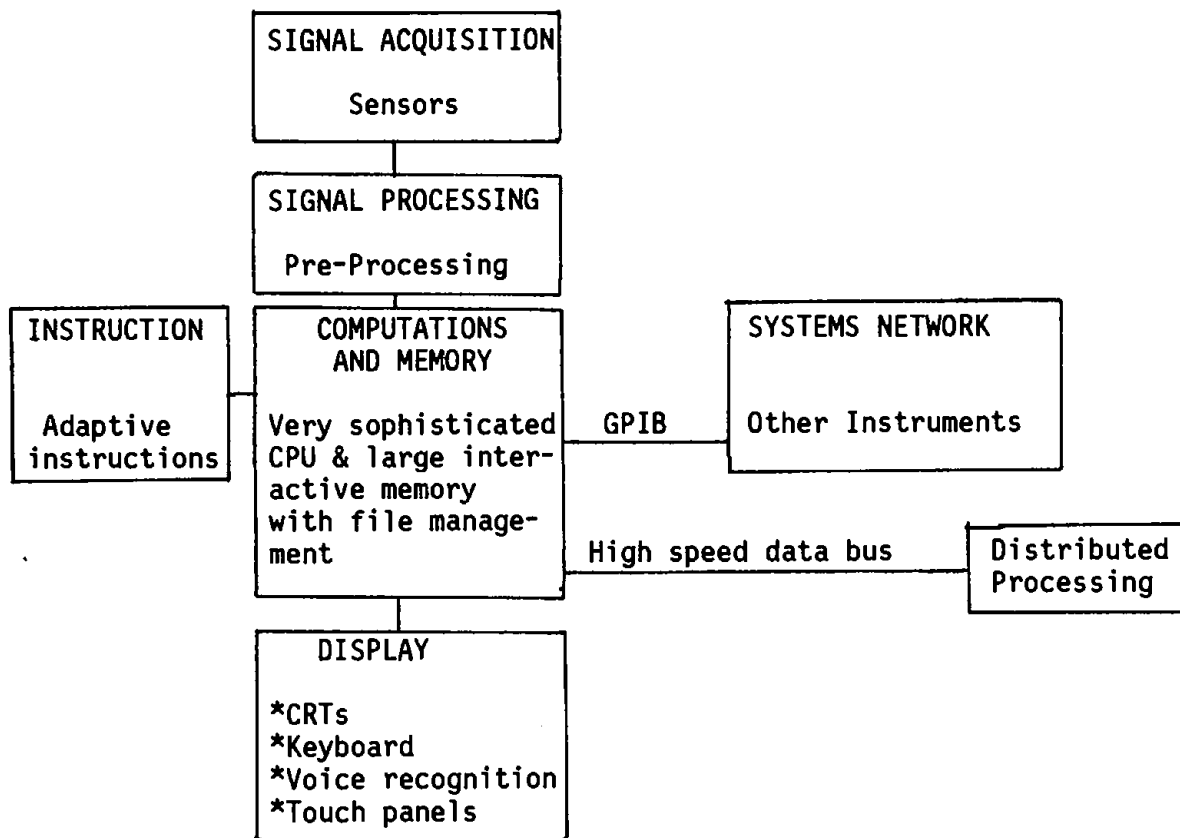 SIGNAL ACQUISITION
Sensors
SIGNAL PROCESSING
Pre-Processing
INSTRUCTION
Adaptive
instructions
COMPUTATIONS
AND MEMORY
Very sophisticated
CPU & large inter-
active memory
with file manage-
ment
GPIB
SYSTEMS NETWORK
Other Instruments
High speed data bus
Distributed
Processing
DISPLAY
*CRTs
*Keyboard
*Voice recognition
*Touch panels